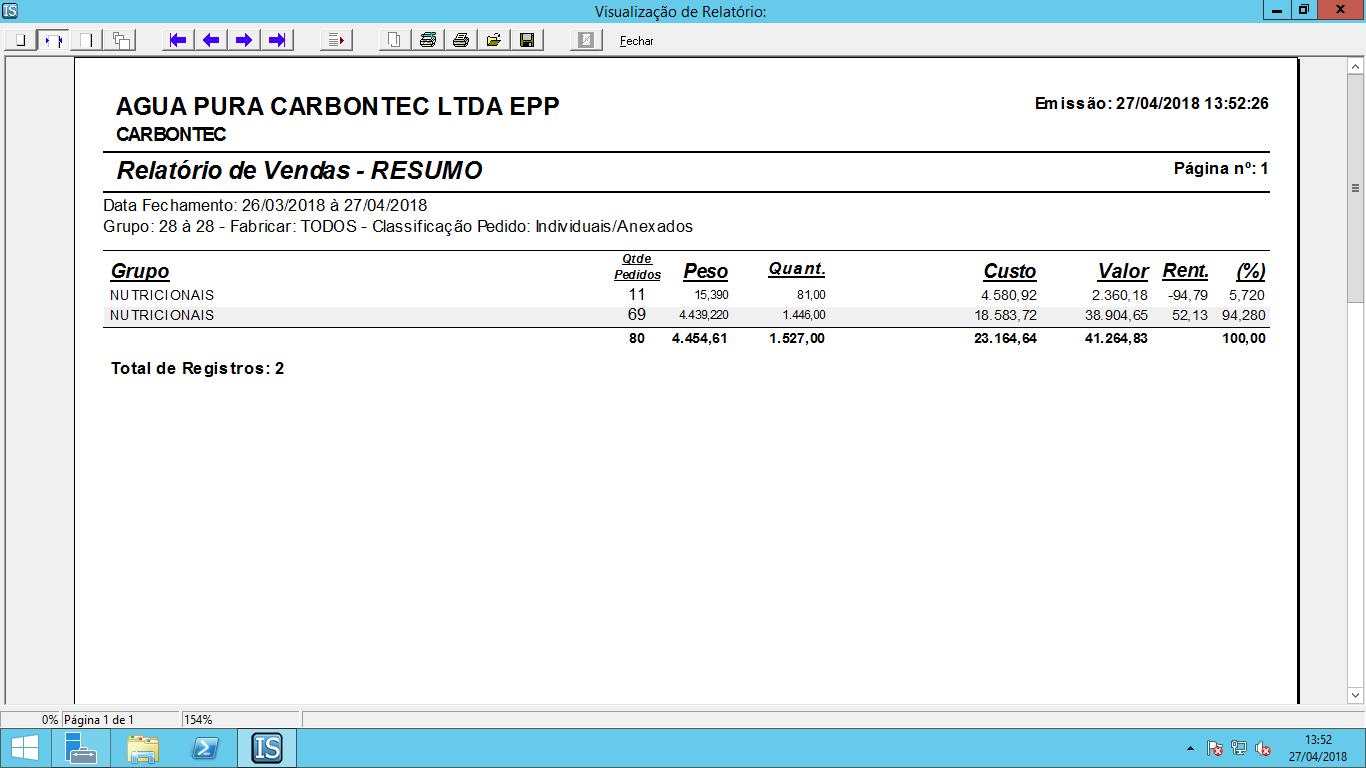 IS Visualização de Relatório:
Fechar
AGUA PURA CARBONTEC LTDA EPP Emissão: 27/04/2018 13:52:26
CARBONTEC
Relatório de Vendas - RESUMO Página nº: 1
Data Fechamento: 26/03/2018 à 27/04/2018
Grupo: 28 à 28 - Fabricar: TODOS - Classificação Pedido: Individuais/Anexados
Grupo Qtde Pedidos Peso Quant. Custo Valor Rent. (%)
NUTRICIONAIS 11 15,390 81,00 4.580,92 2.360,18 -94,79 5,720
NUTRICIONAIS 69 4.439,220 1.446,00 18.583,72 38.904,65 52,13 94,280
80 4.454,61 1.527,00 23.164,64 41.264,83 100,00
Total de Registros: 2
0% Página 1 de 1 154%
IS 13:52
27/04/2018